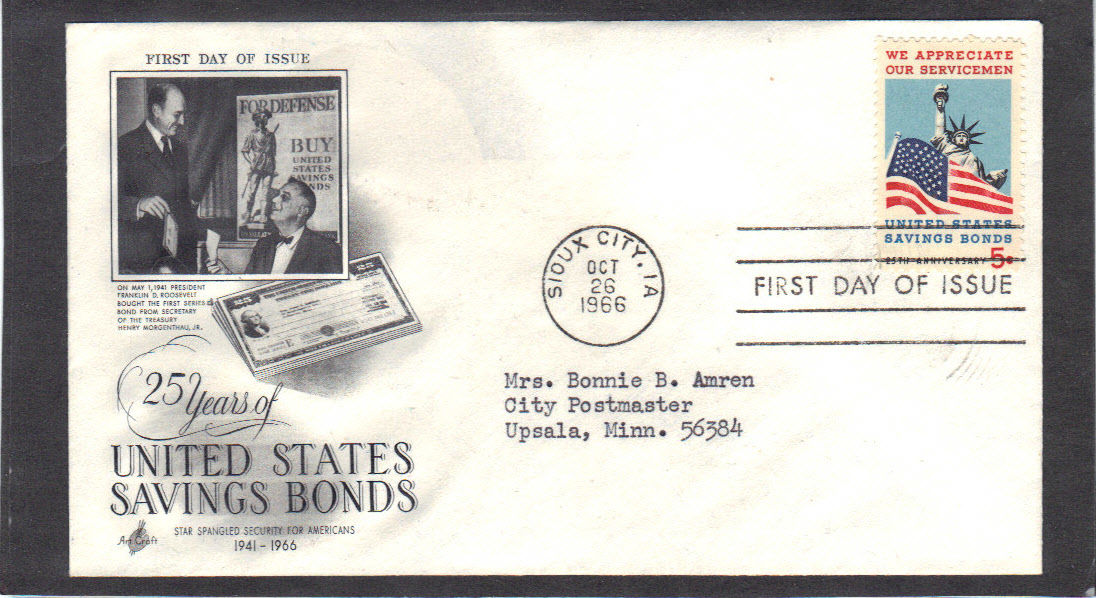 FIRST DAY OF ISSUE
FOR DEFENSE
BUY
UNITED
STATES
SAVINGS
BONDS
ON MAY 1, 1941 PRESIDENT
FRANKLIN D. ROOSEVELT
BOUGHT THE FIRST SERIES E
BOND FROM SECRETARY
OF THE TREASURY
HENRY MORGENTHAU, JR.
25 Years of
UNITED STATES
SAVINGS BONDS
STAR SPANGLED SECURITY FOR AMERICANS
1941 - 1966
Art Craft
WE APPRECIATE
OUR SERVICEMEN
UNITED STATES
SAVINGS BONDS
25TH ANNIVERSARY 5c
SIOUX CITY, IA
OCT
26
1966
FIRST DAY OF ISSUE
Mrs. Bonnie B. Amren
City Postmaster
Upsala, Minn. 56384